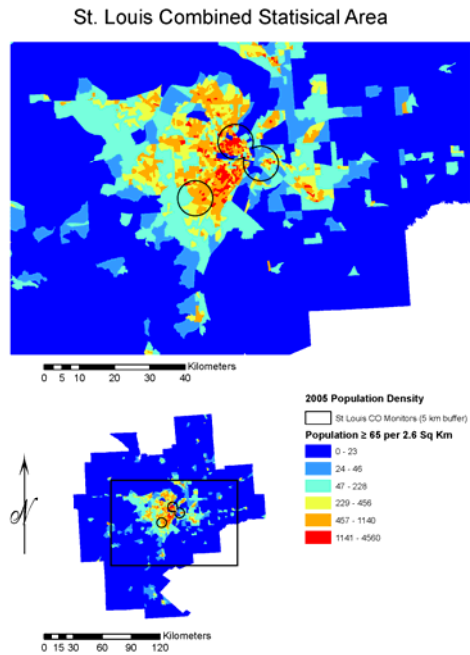 St. Louis Combined Statisical Area
Kilometers
0 5 10 20 30 40
2005 Population Density
St Louis CO Monitors (5 km buffer)
Population ≥ 65 per 2.6 Sq Km
0 - 23
24 - 46
47 - 228
229 - 456
457 - 1140
1141 - 4560
N
Kilometers
0 15 30 60 90 120